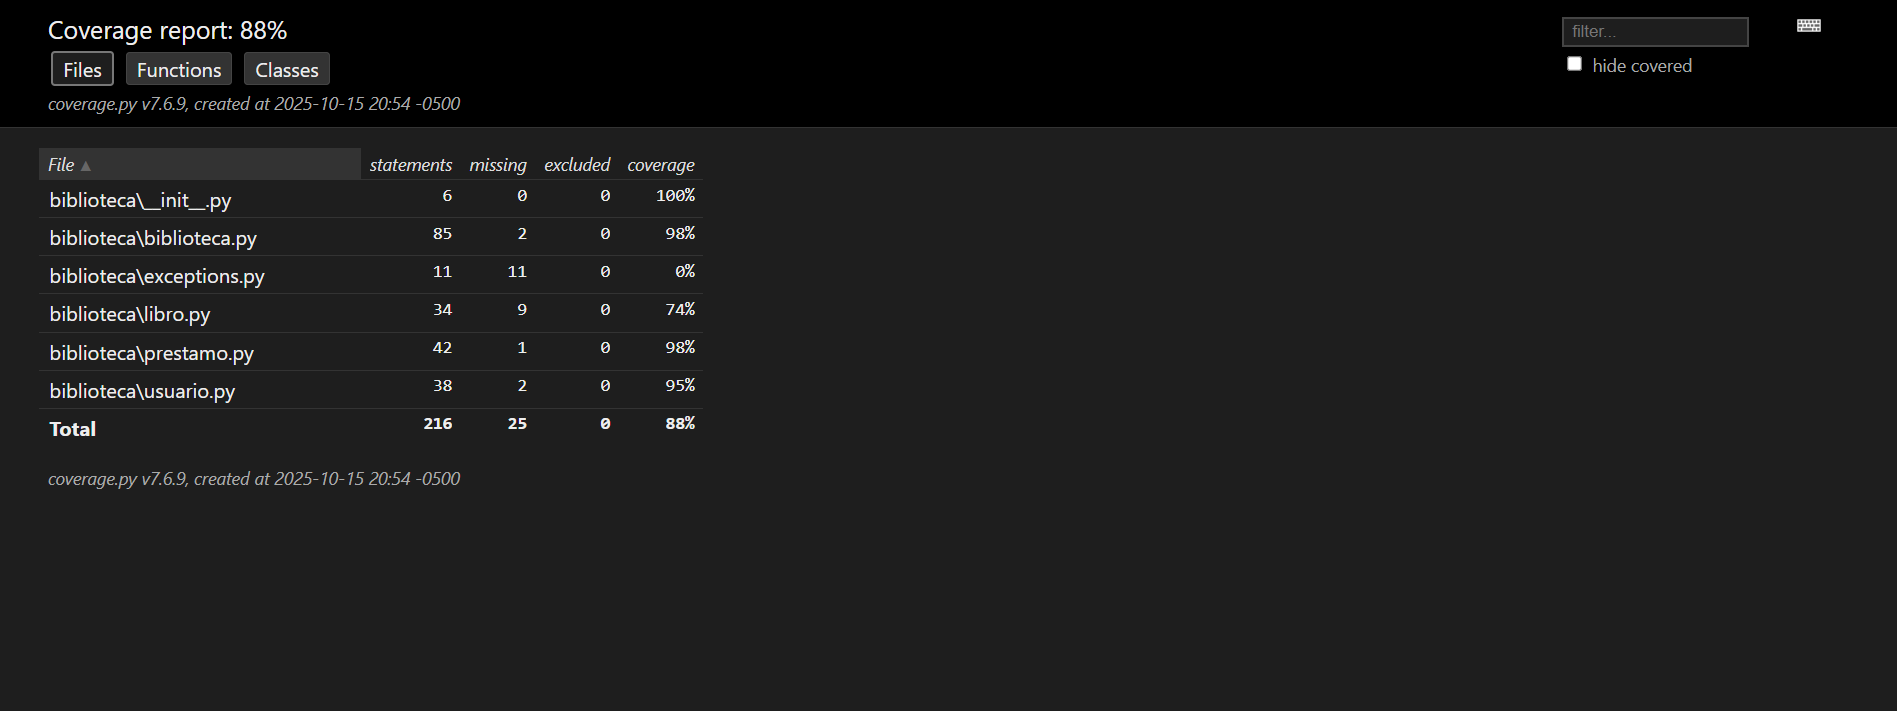 Coverage report: 88%
filter...
hide covered
Files Functions Classes
coverage.py v7.6.9, created at 2025-10-15 20:54 -0500
File ▲ statements missing excluded coverage
biblioteca\__init__.py 6 0 0 100%
biblioteca\biblioteca.py 85 2 0 98%
biblioteca\exceptions.py 11 11 0 0%
biblioteca\libro.py 34 9 0 74%
biblioteca\prestamo.py 42 1 0 98%
biblioteca\usuario.py 38 2 0 95%
Total 216 25 0 88%
coverage.py v7.6.9, created at 2025-10-15 20:54 -0500